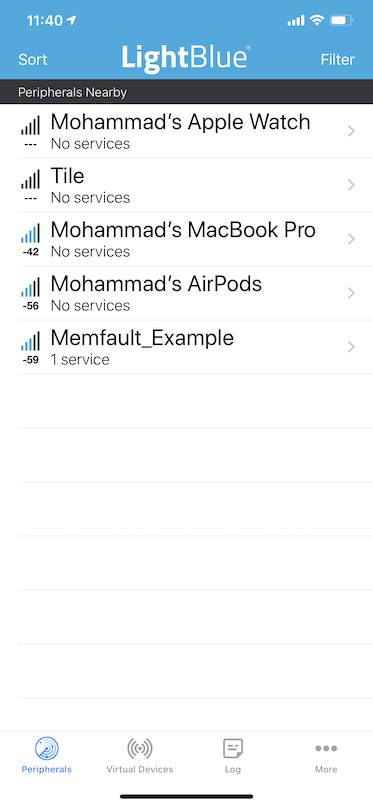 11:40
Sort
LightBlue®
Filter
Peripherals Nearby
Mohammad's Apple Watch
---
No services
Tile
---
No services
Mohammad's MacBook Pro
-42
No services
Mohammad's AirPods
-56
No services
Memfault_Example
-59
1 service
Peripherals
Virtual Devices
Log
More